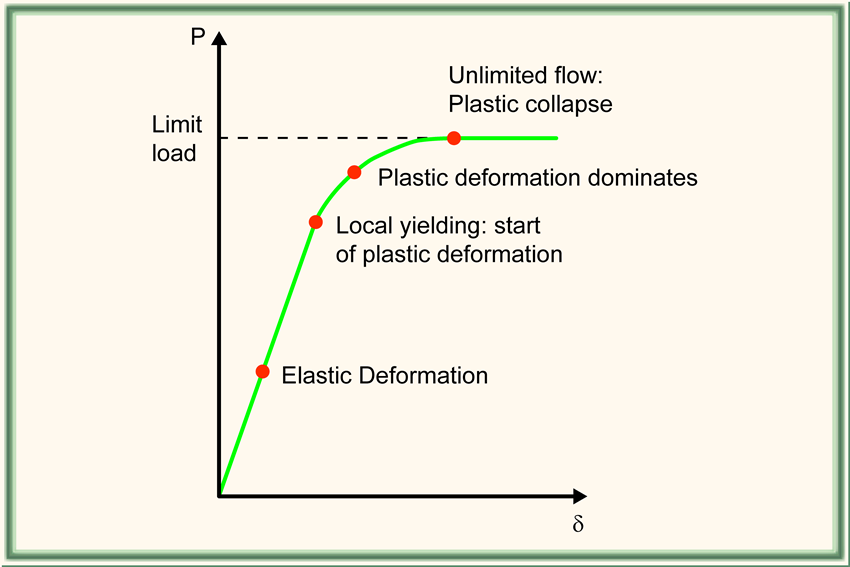 P
Unlimited flow:
Plastic collapse
Limit
load
Plastic deformation dominates
Local yielding: start
of plastic deformation
Elastic Deformation
δ